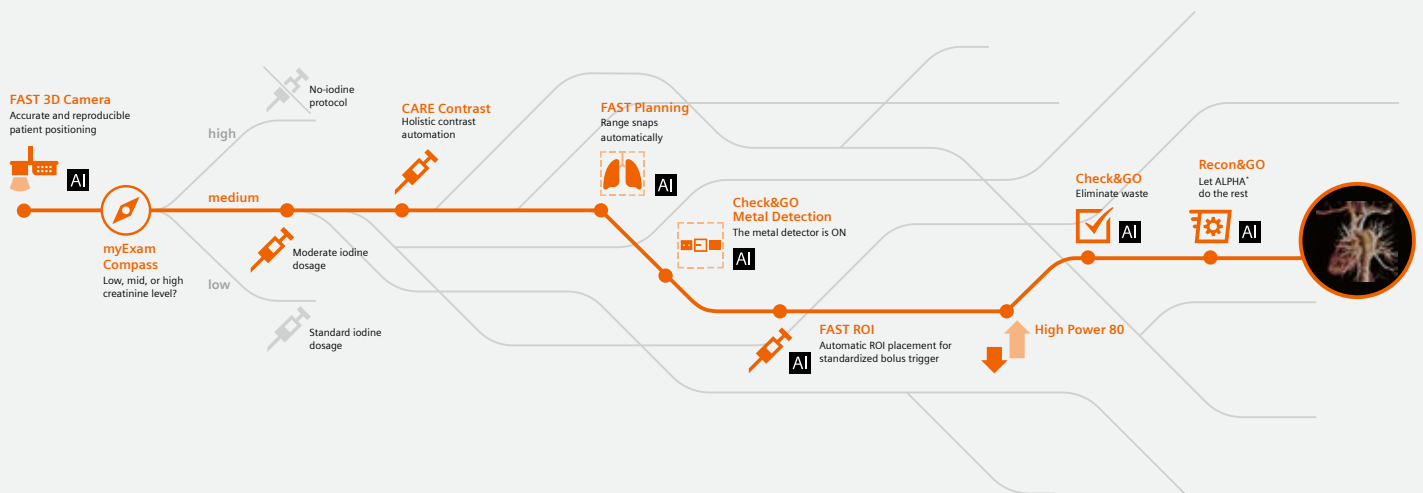 FAST 3D Camera
Accurate and reproducible
patient positioning
AI
myExam
Compass
Low, mid, or high
creatinine level?
high
medium
low
No-iodine
protocol
Moderate iodine
dosage
Standard iodine
dosage
CARE Contrast
Holistic contrast
automation
FAST Planning
Range snaps
automatically
AI
Check&GO
Metal Detection
The metal detector is ON
AI
FAST ROI
Automatic ROI placement for
standardized bolus trigger
AI
High Power 80
Check&GO
Eliminate waste
AI
Recon&GO
Let ALPHA*
do the rest
AI